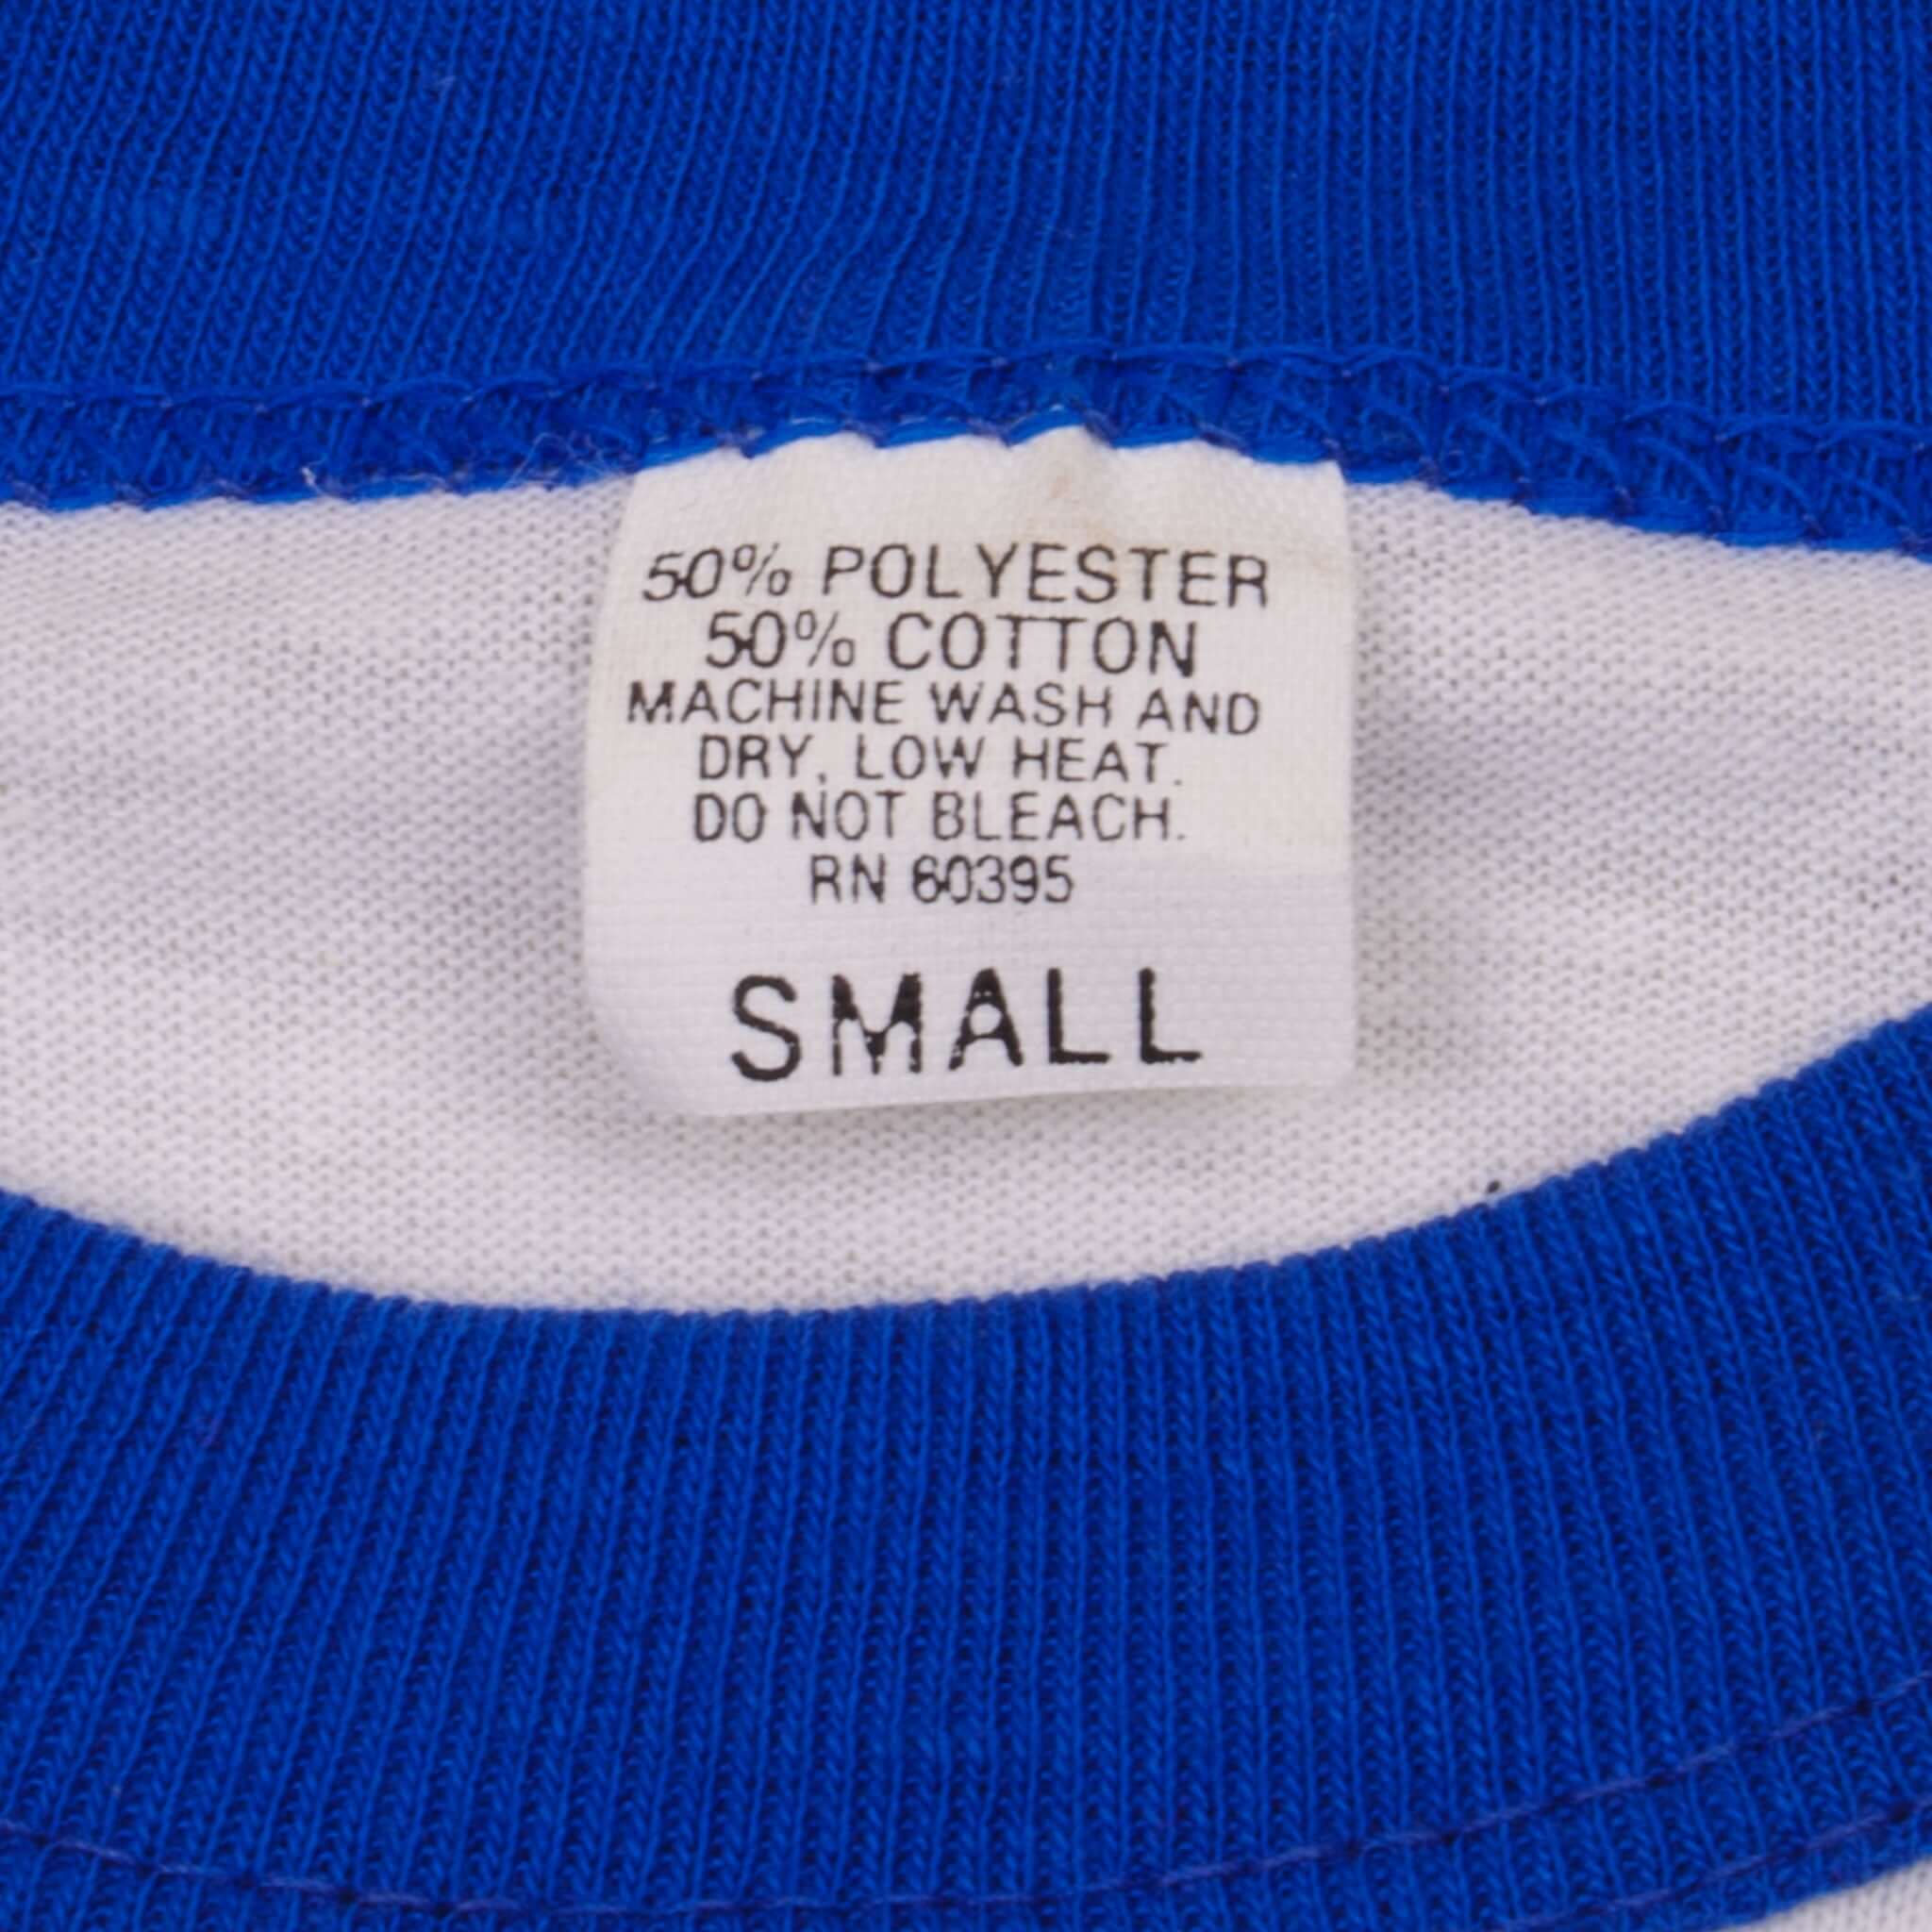 50% POLYESTER
50% COTTON
MACHINE WASH AND
DRY, LOW HEAT.
DO NOT BLEACH.
RN 60395
SMALL